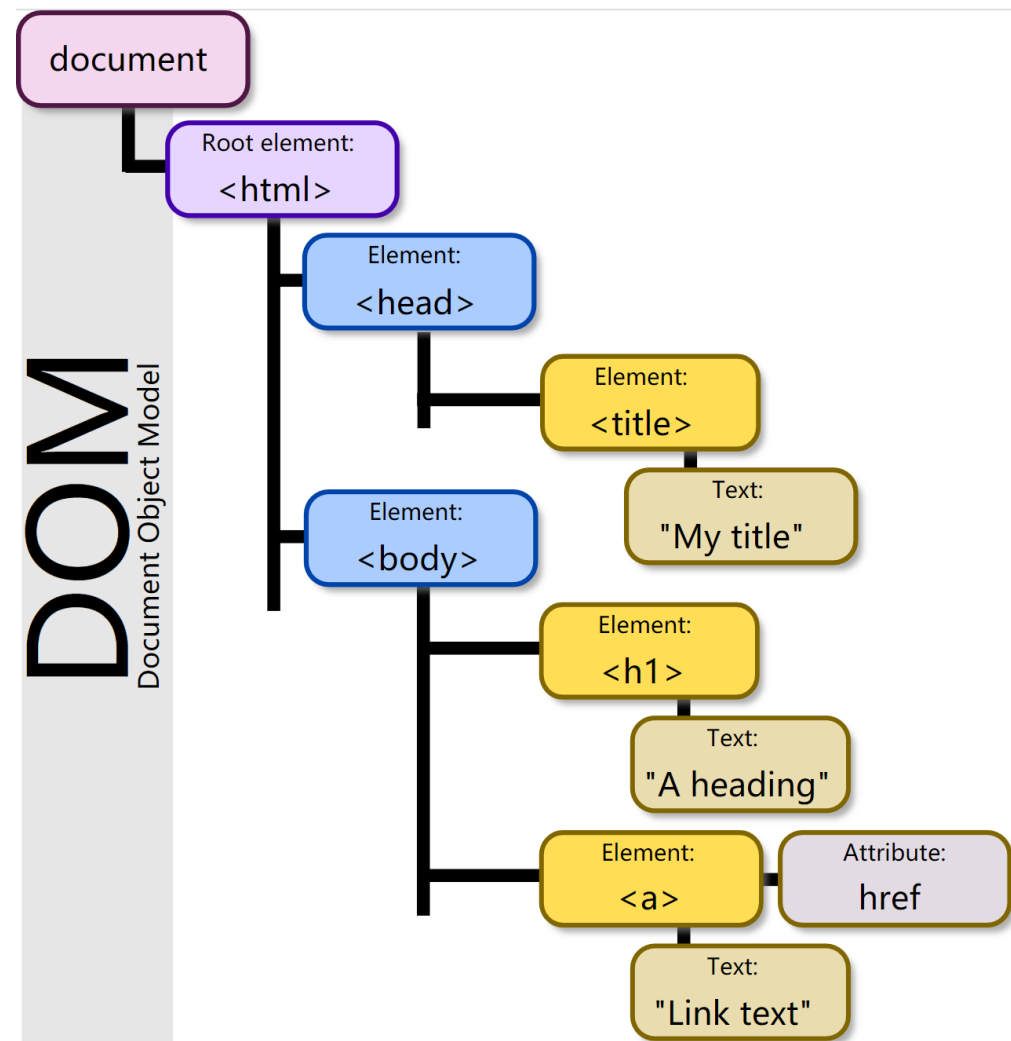 document
Root element:
<html>
Element:
<head>
Element:
<title>
Text:
"My title"
Element:
<body>
Element:
<h1>
Text:
"A heading"
Element:
<a>
Attribute:
href
Text:
"Link text"
DOM
Document Object Model